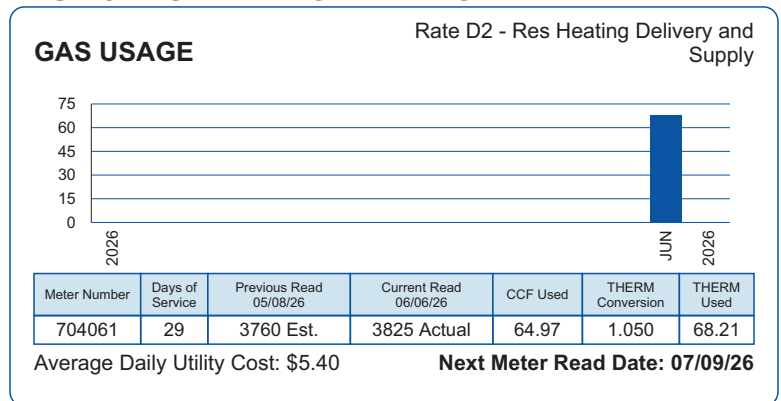 Rate D2 - Res Heating Delivery and
Supply
GAS USAGE
75
60
45
30
15
0
2026
JUN
2026
Meter Number
Days of
Service
Previous Read
05/08/26
Current Read
06/06/26
CCF Used
THERM
Conversion
THERM
Used
704061
29
3760 Est.
3825 Actual
64.97
1.050
68.21
Average Daily Utility Cost: $5.40
Next Meter Read Date: 07/09/26